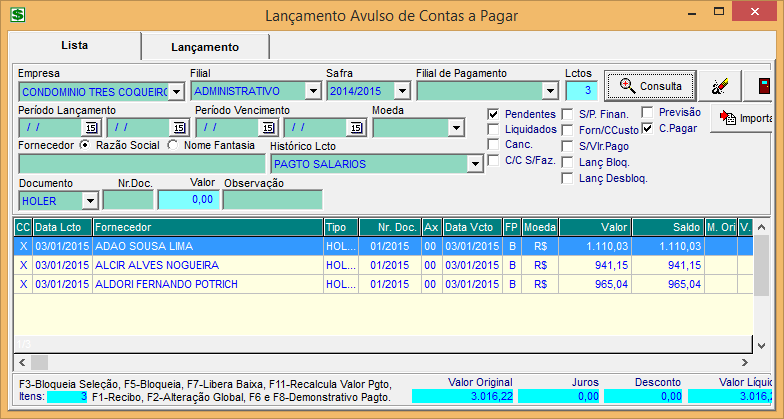 Lançamento Avulso de Contas a Pagar
Lista Lançamento
Empresa Filial Safra Filial de Pagamento Lctos
CONDOMINIO TRES COQUEIRO ADMINISTRATIVO 2014/2015 3 Consulta
Período Lançamento Período Vencimento Moeda
/ / 15 / / 15 / / 15 / / 15
Pendentes S/P. Finan. Previsão
Liquidados Forn/CCusto C.Pagar
Canc. S/Vlr.Pago
C/C S/Faz. Lanç Bloq.
Lanç Desbloq.
Importa
Fornecedor Razão Social Nome Fantasia Histórico Lcto
PAGTO SALARIOS
Documento Nr.Doc. Valor Observação
HOLER 0,00
CC Data Lcto Fornecedor Tipo Nr. Doc. Ax Data Vcto FP Moeda Valor Saldo M. Ori V.
X 03/01/2015 ADAO SOUSA LIMA HOL... 01/2015 00 03/01/2015 B R$ 1.110,03 1.110,03
X 03/01/2015 ALCIR ALVES NOGUEIRA HOL... 01/2015 00 03/01/2015 B R$ 941,15 941,15
X 03/01/2015 ALDORI FERNANDO POTRICH HOL... 01/2015 00 03/01/2015 B R$ 965,04 965,04
1/3
F3-Bloqueia Seleção, F5-Bloqueia, F7-Libera Baixa, F11-Recalcula Valor Pgto, Valor Original Juros Desconto Valor Líqui
Itens: 3 F1-Recibo, F2-Alteração Global, F6 e F8-Demonstrativo Pagto. 3.016,22 0,00 0,00 3.016,